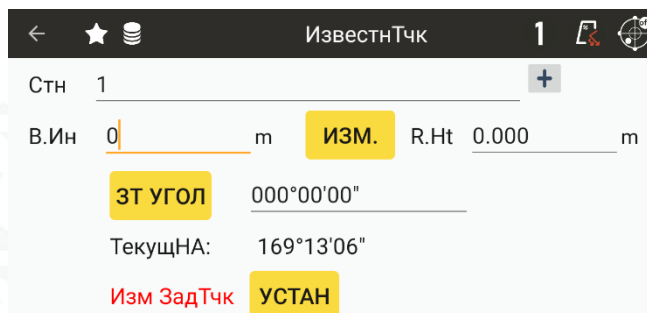 ИзвестнТчк 1
Стн 1 +
В.Ин 0 m ИЗМ. R.Ht 0.000 m
ЗТ УГОЛ 000°00'00"
ТекущНА: 169°13'06"
Изм ЗадТчк УСТАН